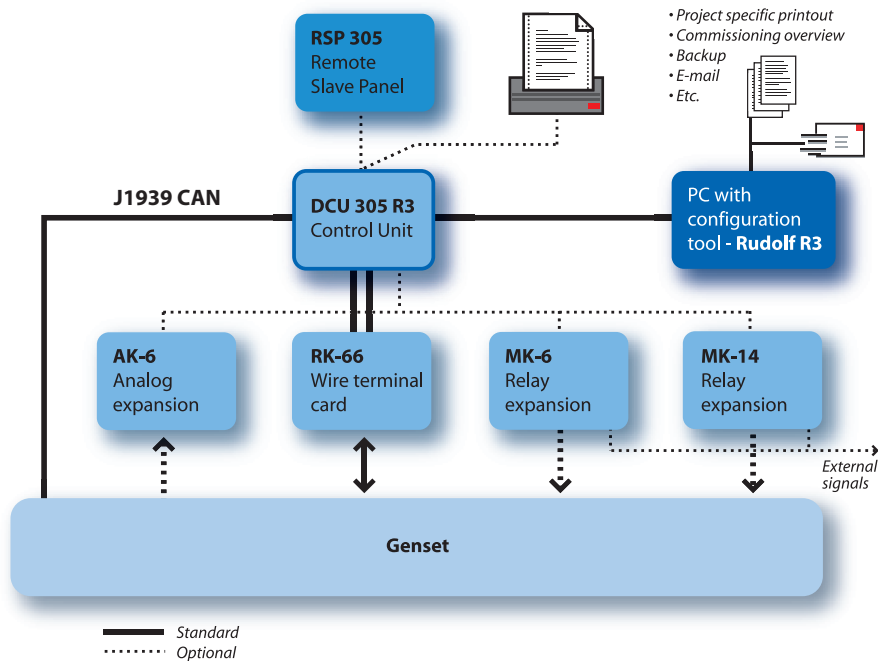 RSP 305
Remote
Slave Panel
• Project specific printout
• Commissioning overview
• Backup
• E-mail
• Etc.
J1939 CAN
DCU 305 R3
Control Unit
PC with
configuration
tool - Rudolf R3
AK-6
Analog
expansion
RK-66
Wire terminal
card
MK-6
Relay
expansion
MK-14
Relay
expansion
External
signals
Genset
Standard
Optional